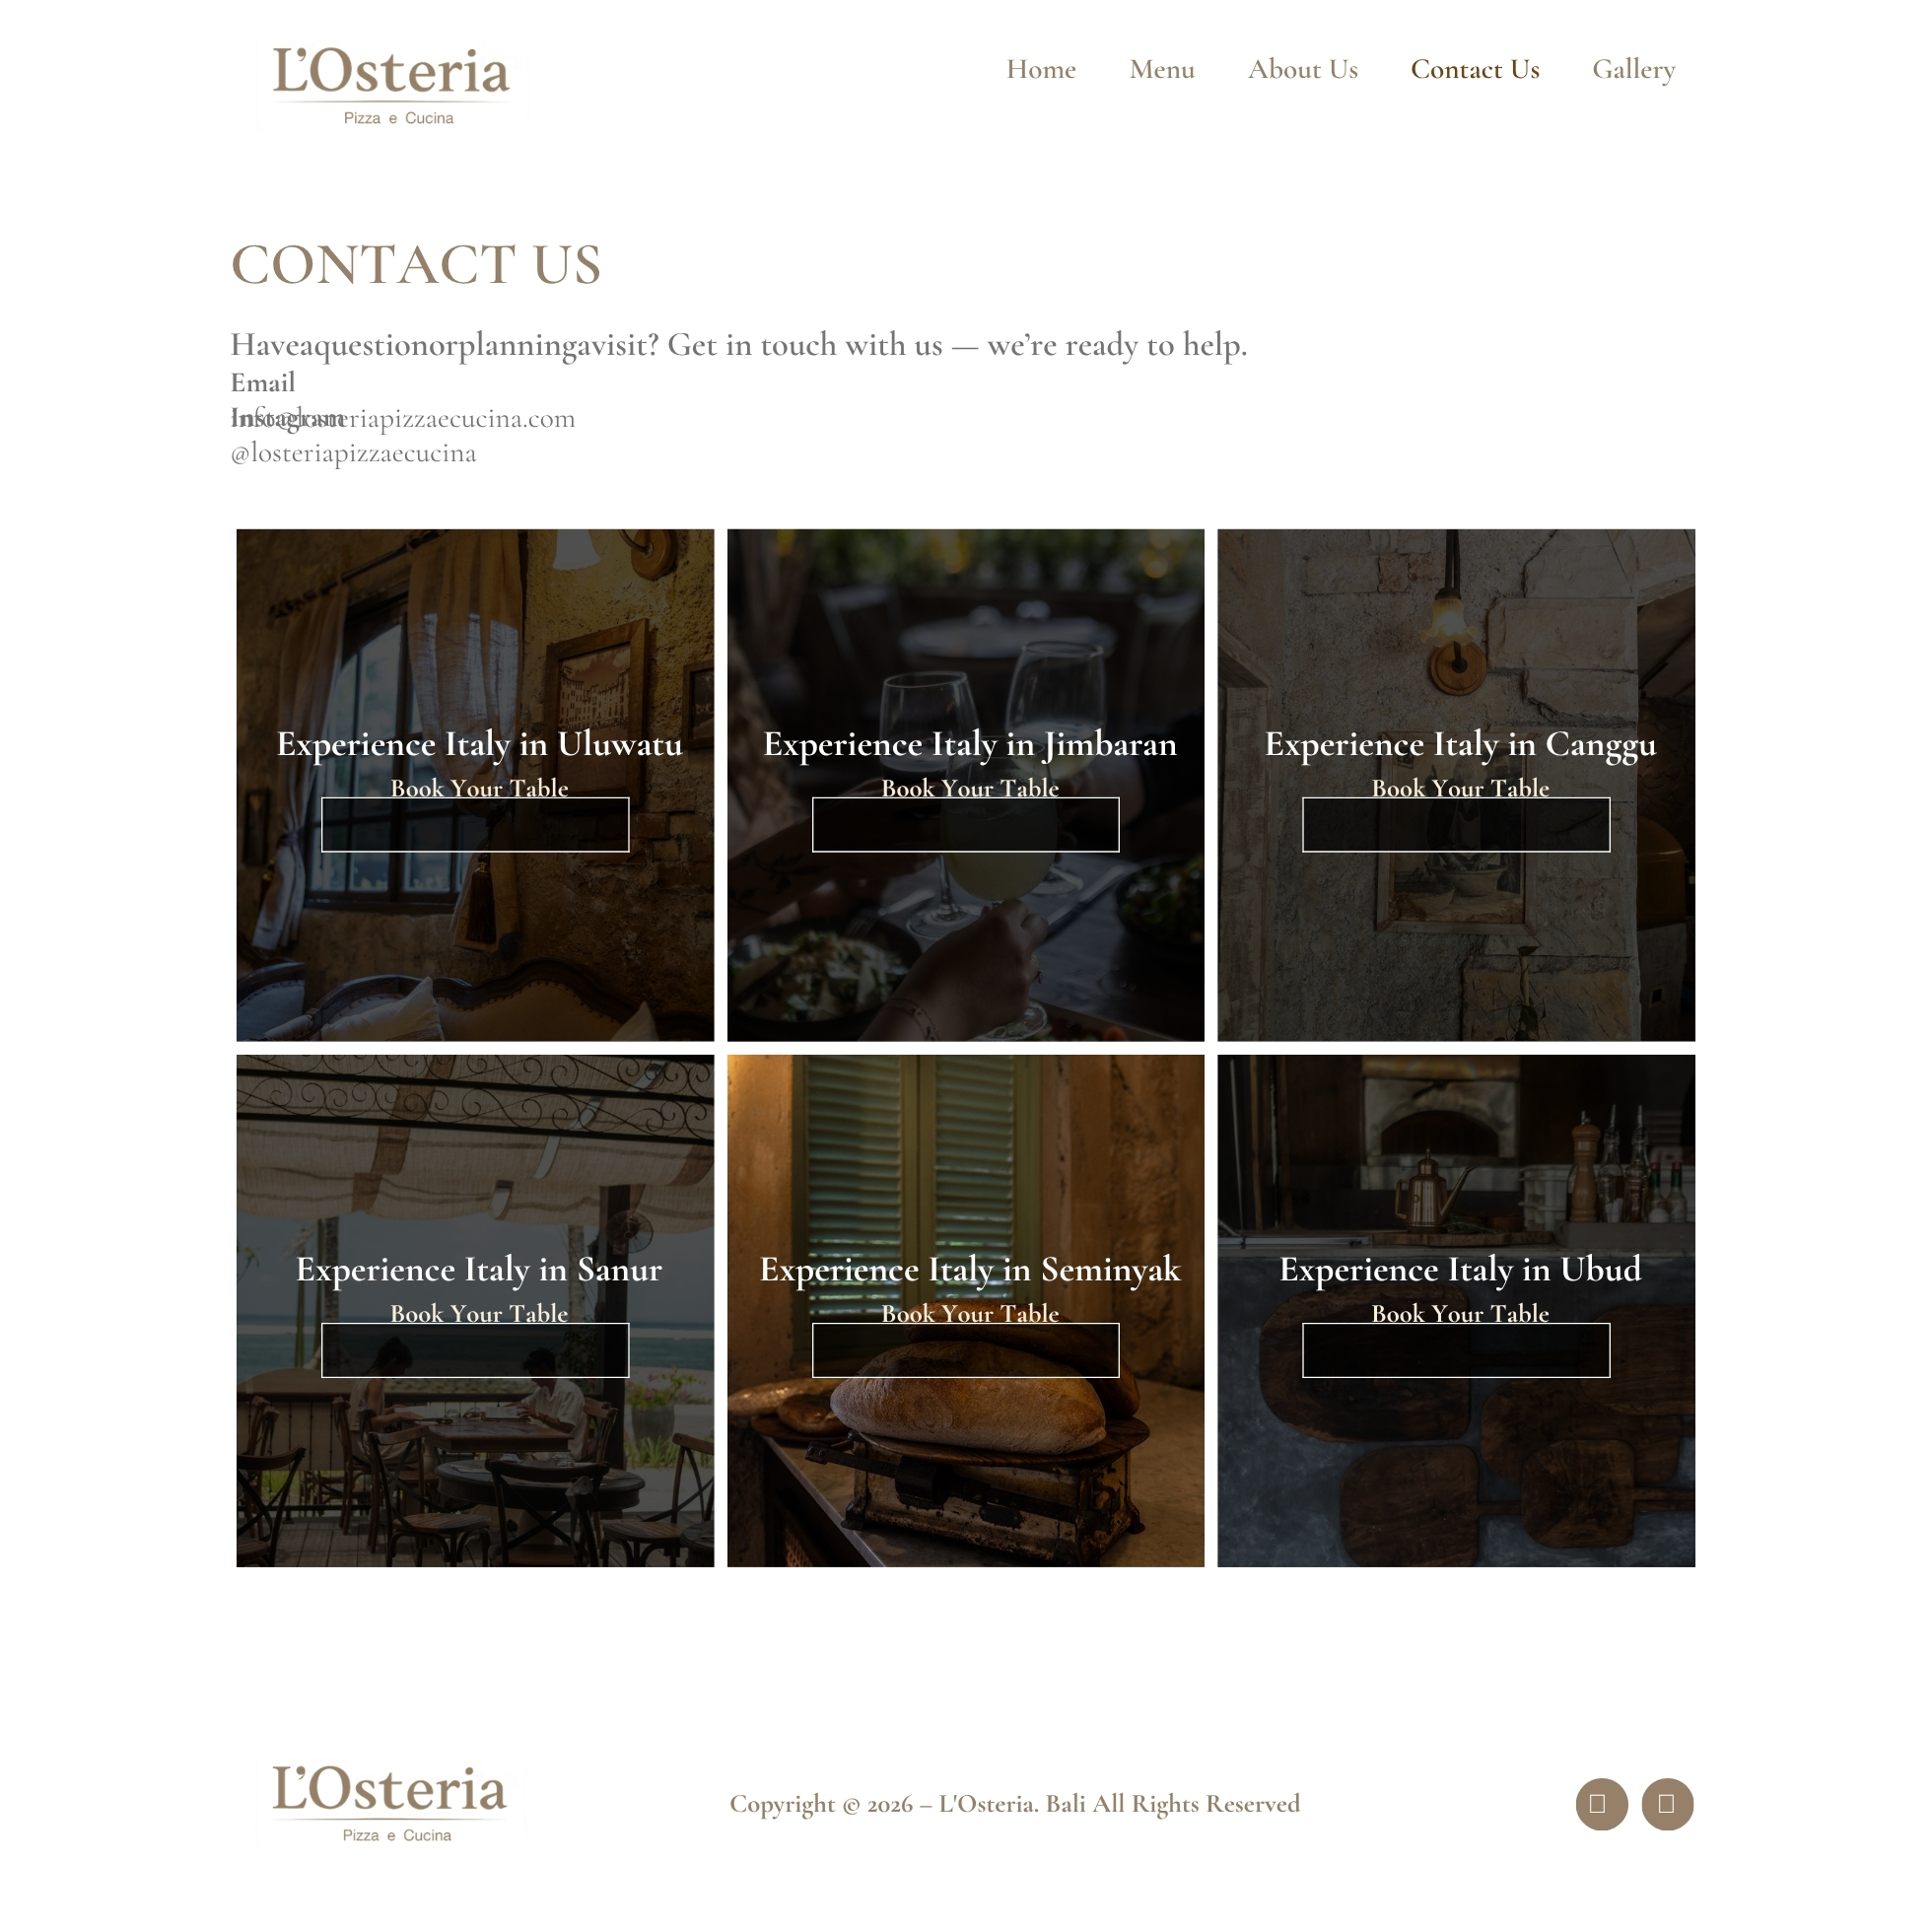 L'Osteria
Pizza e Cucina
Home Menu About Us Contact Us Gallery
CONTACT US
Haveaquestionorplanningavisit? Get in touch with us — we're ready to help.
Email
info@losteriapizzaecucina.com
Instagram
@losteriapizzaecucina
Experience Italy in Uluwatu
Book Your Table
Experience Italy in Jimbaran
Book Your Table
Experience Italy in Canggu
Book Your Table
Experience Italy in Sanur
Book Your Table
Experience Italy in Seminyak
Book Your Table
Experience Italy in Ubud
Book Your Table
L'Osteria
Pizza e Cucina
Copyright © 2026 – L'Osteria. Bali All Rights Reserved